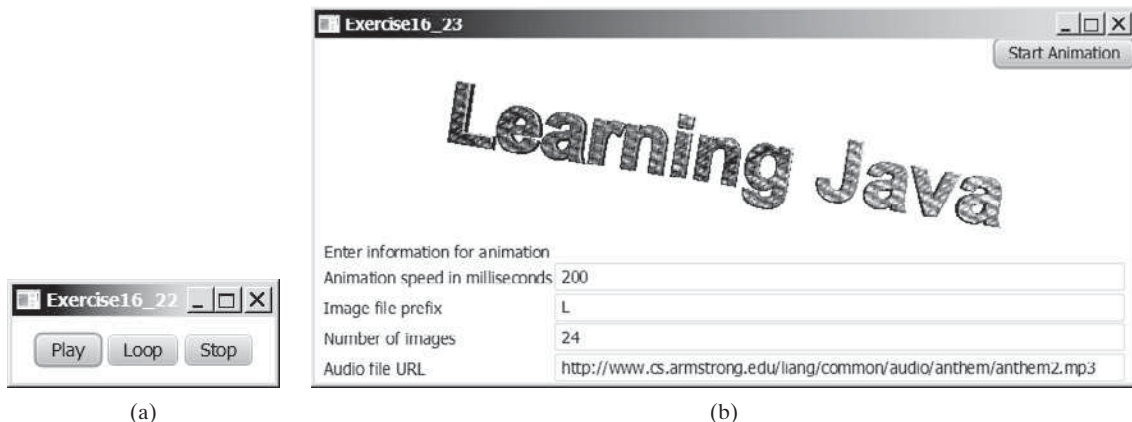 Exercise16_22
Play Loop Stop
(a)
Exercise16_23
Start Animation
Learning Java
Enter information for animation
Animation speed in milliseconds 200
Image file prefix L
Number of images 24
Audio file URL http://www.cs.armstrong.edu/liang/common/audio/anthem/anthem2.mp3
(b)